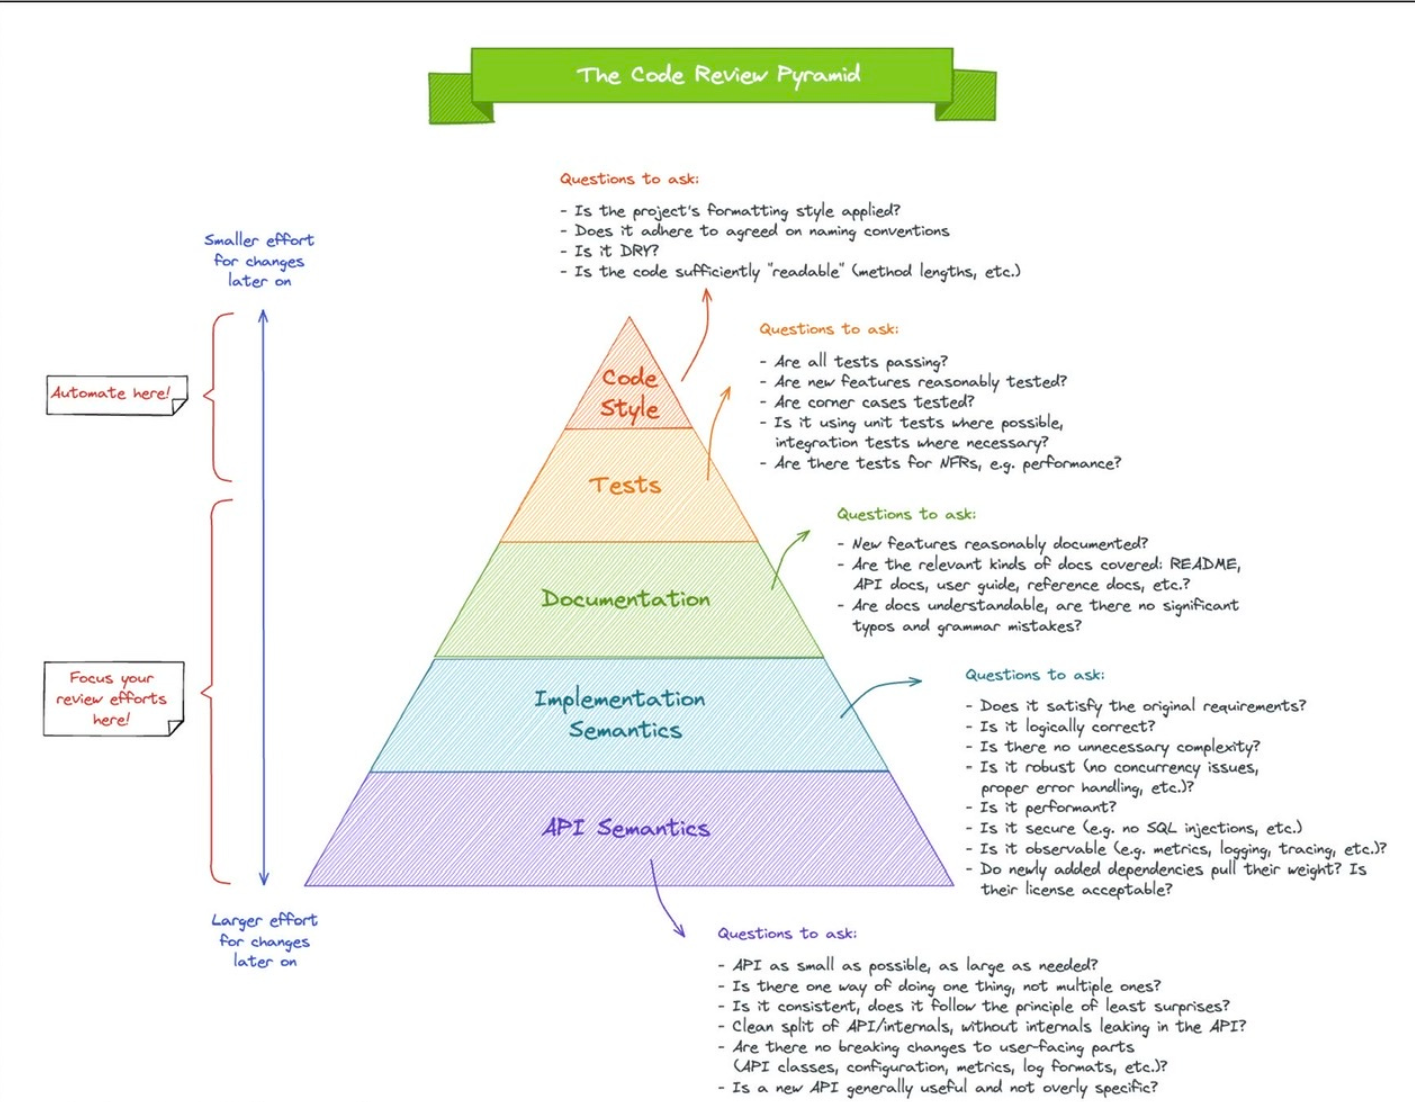 The Code Review Pyramid
Questions to ask:
- Is the project's formatting style applied?
- Does it adhere to agreed on naming conventions
- Is it DRY?
- Is the code sufficiently "readable" (method lengths, etc.)
Smaller effort
for changes
later on
Automate here!
Code
Style
Questions to ask:
- Are all tests passing?
- Are new features reasonably tested?
- Are corner cases tested?
- Is it using unit tests where possible,
integration tests where necessary?
- Are there tests for NFRs, e.g. performance?
Tests
Questions to ask:
- New features reasonably documented?
- Are the relevant kinds of docs covered: README,
API docs, user guide, reference docs, etc.?
- Are docs understandable, are there no significant
typos and grammar mistakes?
Documentation
Focus your
review efforts
here!
Implementation
Semantics
Questions to ask:
- Does it satisfy the original requirements?
- Is it logically correct?
- Is there no unnecessary complexity?
- Is it robust (no concurrency issues,
proper error handling, etc.)?
- Is it performant?
- Is it secure (e.g. no SQL injections, etc.)
- Is it observable (e.g. metrics, logging, tracing, etc.)?
- Do newly added dependencies pull their weight? Is
their license acceptable?
API Semantics
Larger effort
for changes
later on
Questions to ask:
- API as small as possible, as large as needed?
- Is there one way of doing one thing, not multiple ones?
- Is it consistent, does it follow the principle of least surprises?
- Clean split of API/internals, without internals leaking in the API?
- Are there no breaking changes to user-facing parts
(API classes, configuration, metrics, log formats, etc.)?
- Is a new API generally useful and not overly specific?